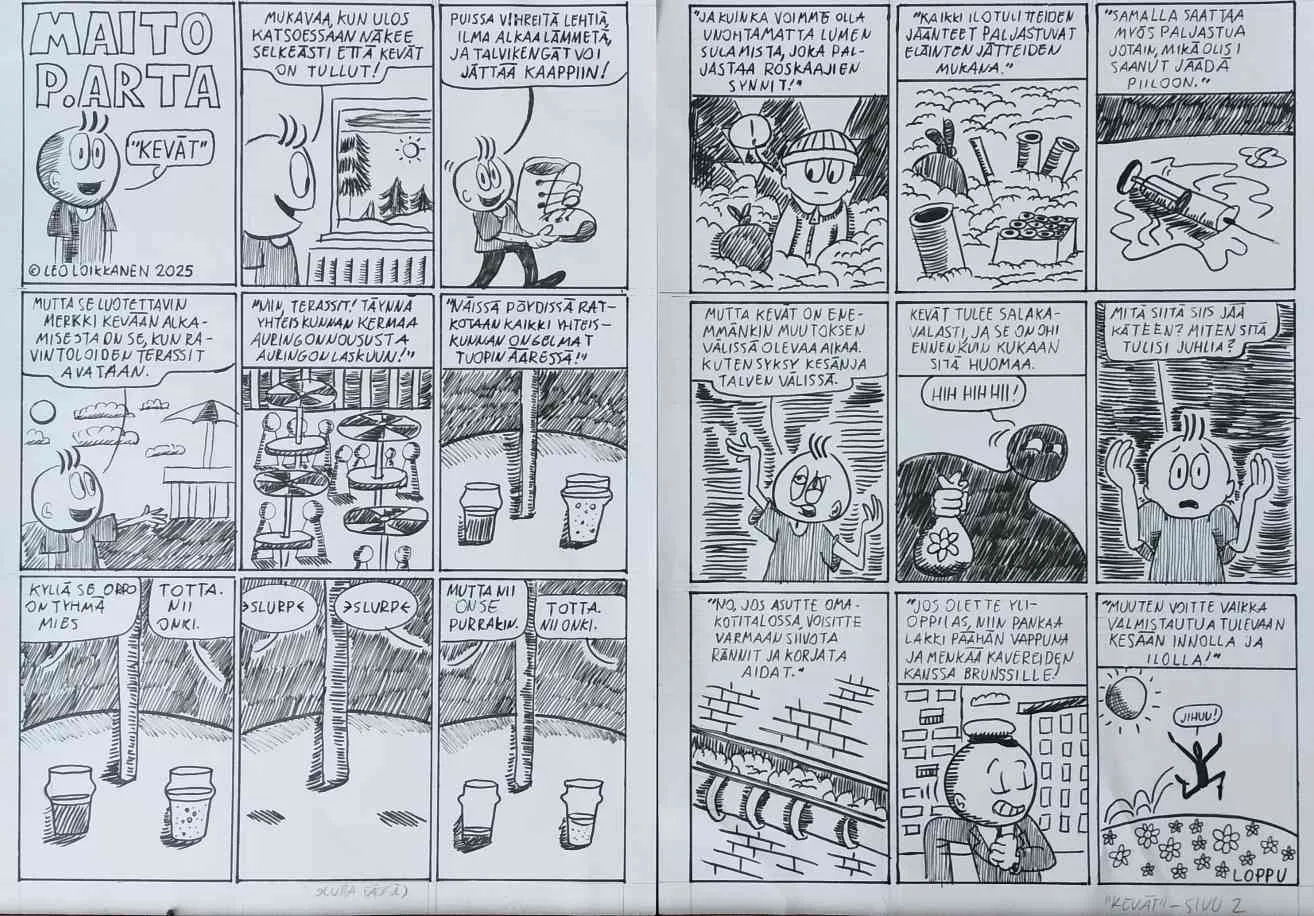 MAITO
P.ARTA
"KEVÄT"
© LEO LOIKKANEN 2025
MUKAVAA, KUN ULOS
KATSOESSAAN NÄKEE
SELKEÄSTI ETTÄ KEVÄT
ON TULLUT!
PUISSA VIHREITÄ LEHTIÄ,
ILMA ALKAA LÄMMETÄ,
JA TALVIKENGÄT VOI
JÄTTÄÄ KAAPPIIN!
MUTTA SE LUOTETTAVIN
MERKKI KEVÄÄN ALKA-
MISESTA ON SE, KUN RA-
VINTOLOIDEN TERASSIT
AVATAAN.
"NIIN, TERASSIT! TÄYNNÄ
YHTEISKUNNAN KERMAA
AURINGONNOUSUSTA
AURINGONLASKUUN!"
"NÄISSÄ PÖYDISSÄ RAT-
KOTAAN KAIKKI YHTEIS-
KUNNAN ONGELMAT
TUOPIN ÄÄRESSÄ!"
KYLLÄ SE ORPO
ON TYHMÄ
MIES
TOTTA.
NII
ONKI.
>SLURP<
>SLURP<
MUTTA NII
ON SE
PURRAKIN.
TOTTA.
NII ONKI.
"JA KUINKA VOIMME OLLA
UNOHTAMATTA LUMEN
SULAMISTA, JOKA PAL-
JASTAA ROSKAAJIEN
SYNNIT!"
"KAIKKI ILOTULITTEIDEN
JÄÄNTEET PALJASTUVAT
ELÄINTEN JÄTTEIDEN
MUKANA."
"SAMALLA SAATTAA
MYÖS PALJASTUA
JOTAIN, MIKÄ OLISI
SAANUT JÄÄDÄ
PIILOON."
MUTTA KEVÄT ON ENE-
MMÄNKIN MUUTOKSEN
VÄLISSÄ OLEVAA AIKAA.
KUTEN SYKSY KESÄN JA
TALVEN VÄLISSÄ.
KEVÄT TULEE SALAKA-
VALASTI, JA SE ON OHI
ENNEN KUIN KUKAAN
SITÄ HUOMAA.
HIH HIH HII!
MITÄ SIITÄ SIIS JÄÄ
KÄTEEN? MITEN SITÄ
TULISI JUHLIA?
"NO, JOS ASUTTE OMA-
KOTITALOSSA, VOISITTE
VARMAAN SIIVOTA
RÄNNIT JA KORJATA
AIDAT."
"JOS OLETTE YLI-
OPPILAS, NIIN PANKAA
LAKKI PÄÄHÄN VAPPUNA
JA MENKÄÄ KAVEREIDEN
KANSSA BRUNSSILLE!
"MUUTEN VOITTE VAIKKA
VALMISTAUTUA TULEVAAN
KESÄÄN INNOLLA JA
ILOLLA!"
JIHUU!
LOPPU
"KEVÄT" – SIVU 2